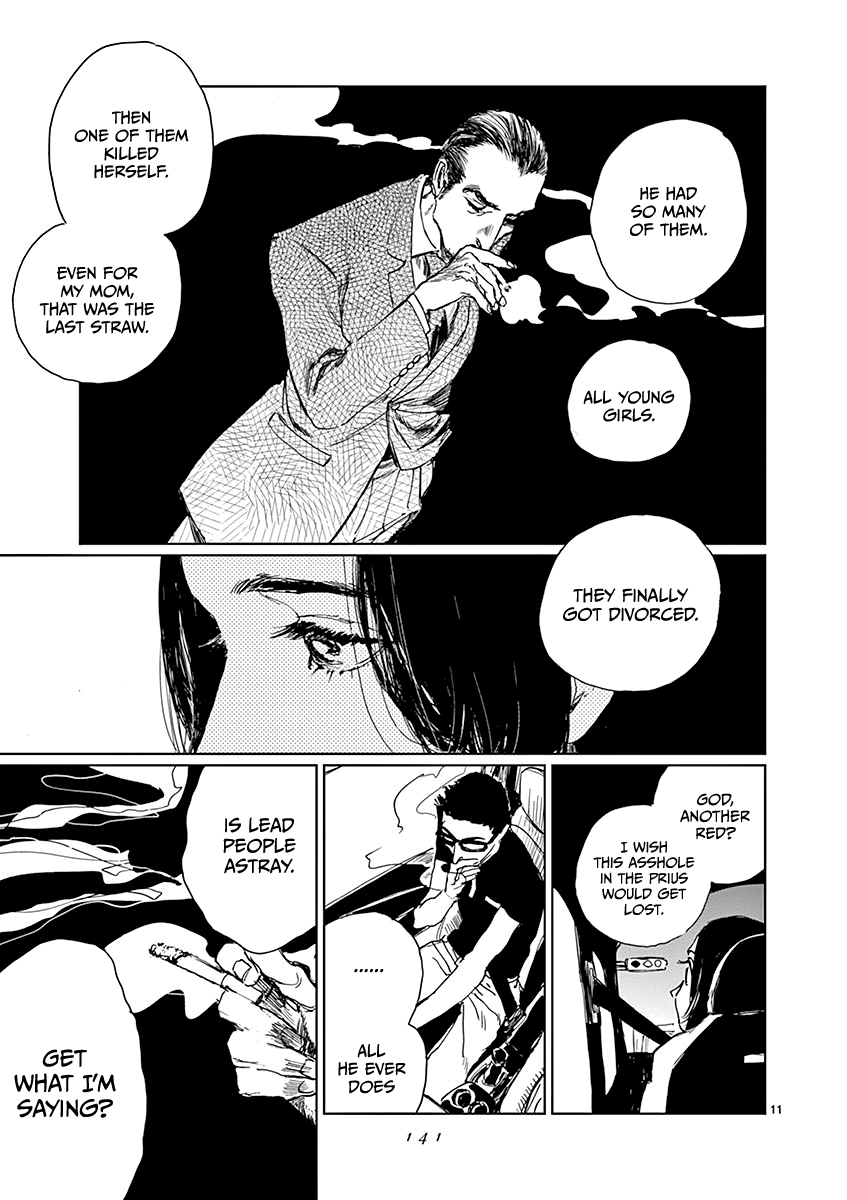 HE HAD
SO MANY
OF THEM.
ALL YOUNG
GIRLS.
THEN
ONE OF THEM
KILLED
HERSELF.
EVEN FOR
MY MOM,
THAT WAS THE
LAST STRAW.
THEY FINALLY
GOT DIVORCED.
GOD,
ANOTHER
RED?
I WISH
THIS ASSHOLE
IN THE PRIUS
WOULD GET
LOST.
......
ALL
HE EVER
DOES
IS LEAD
PEOPLE
ASTRAY.
GET
WHAT I'M
SAYING?
11
141